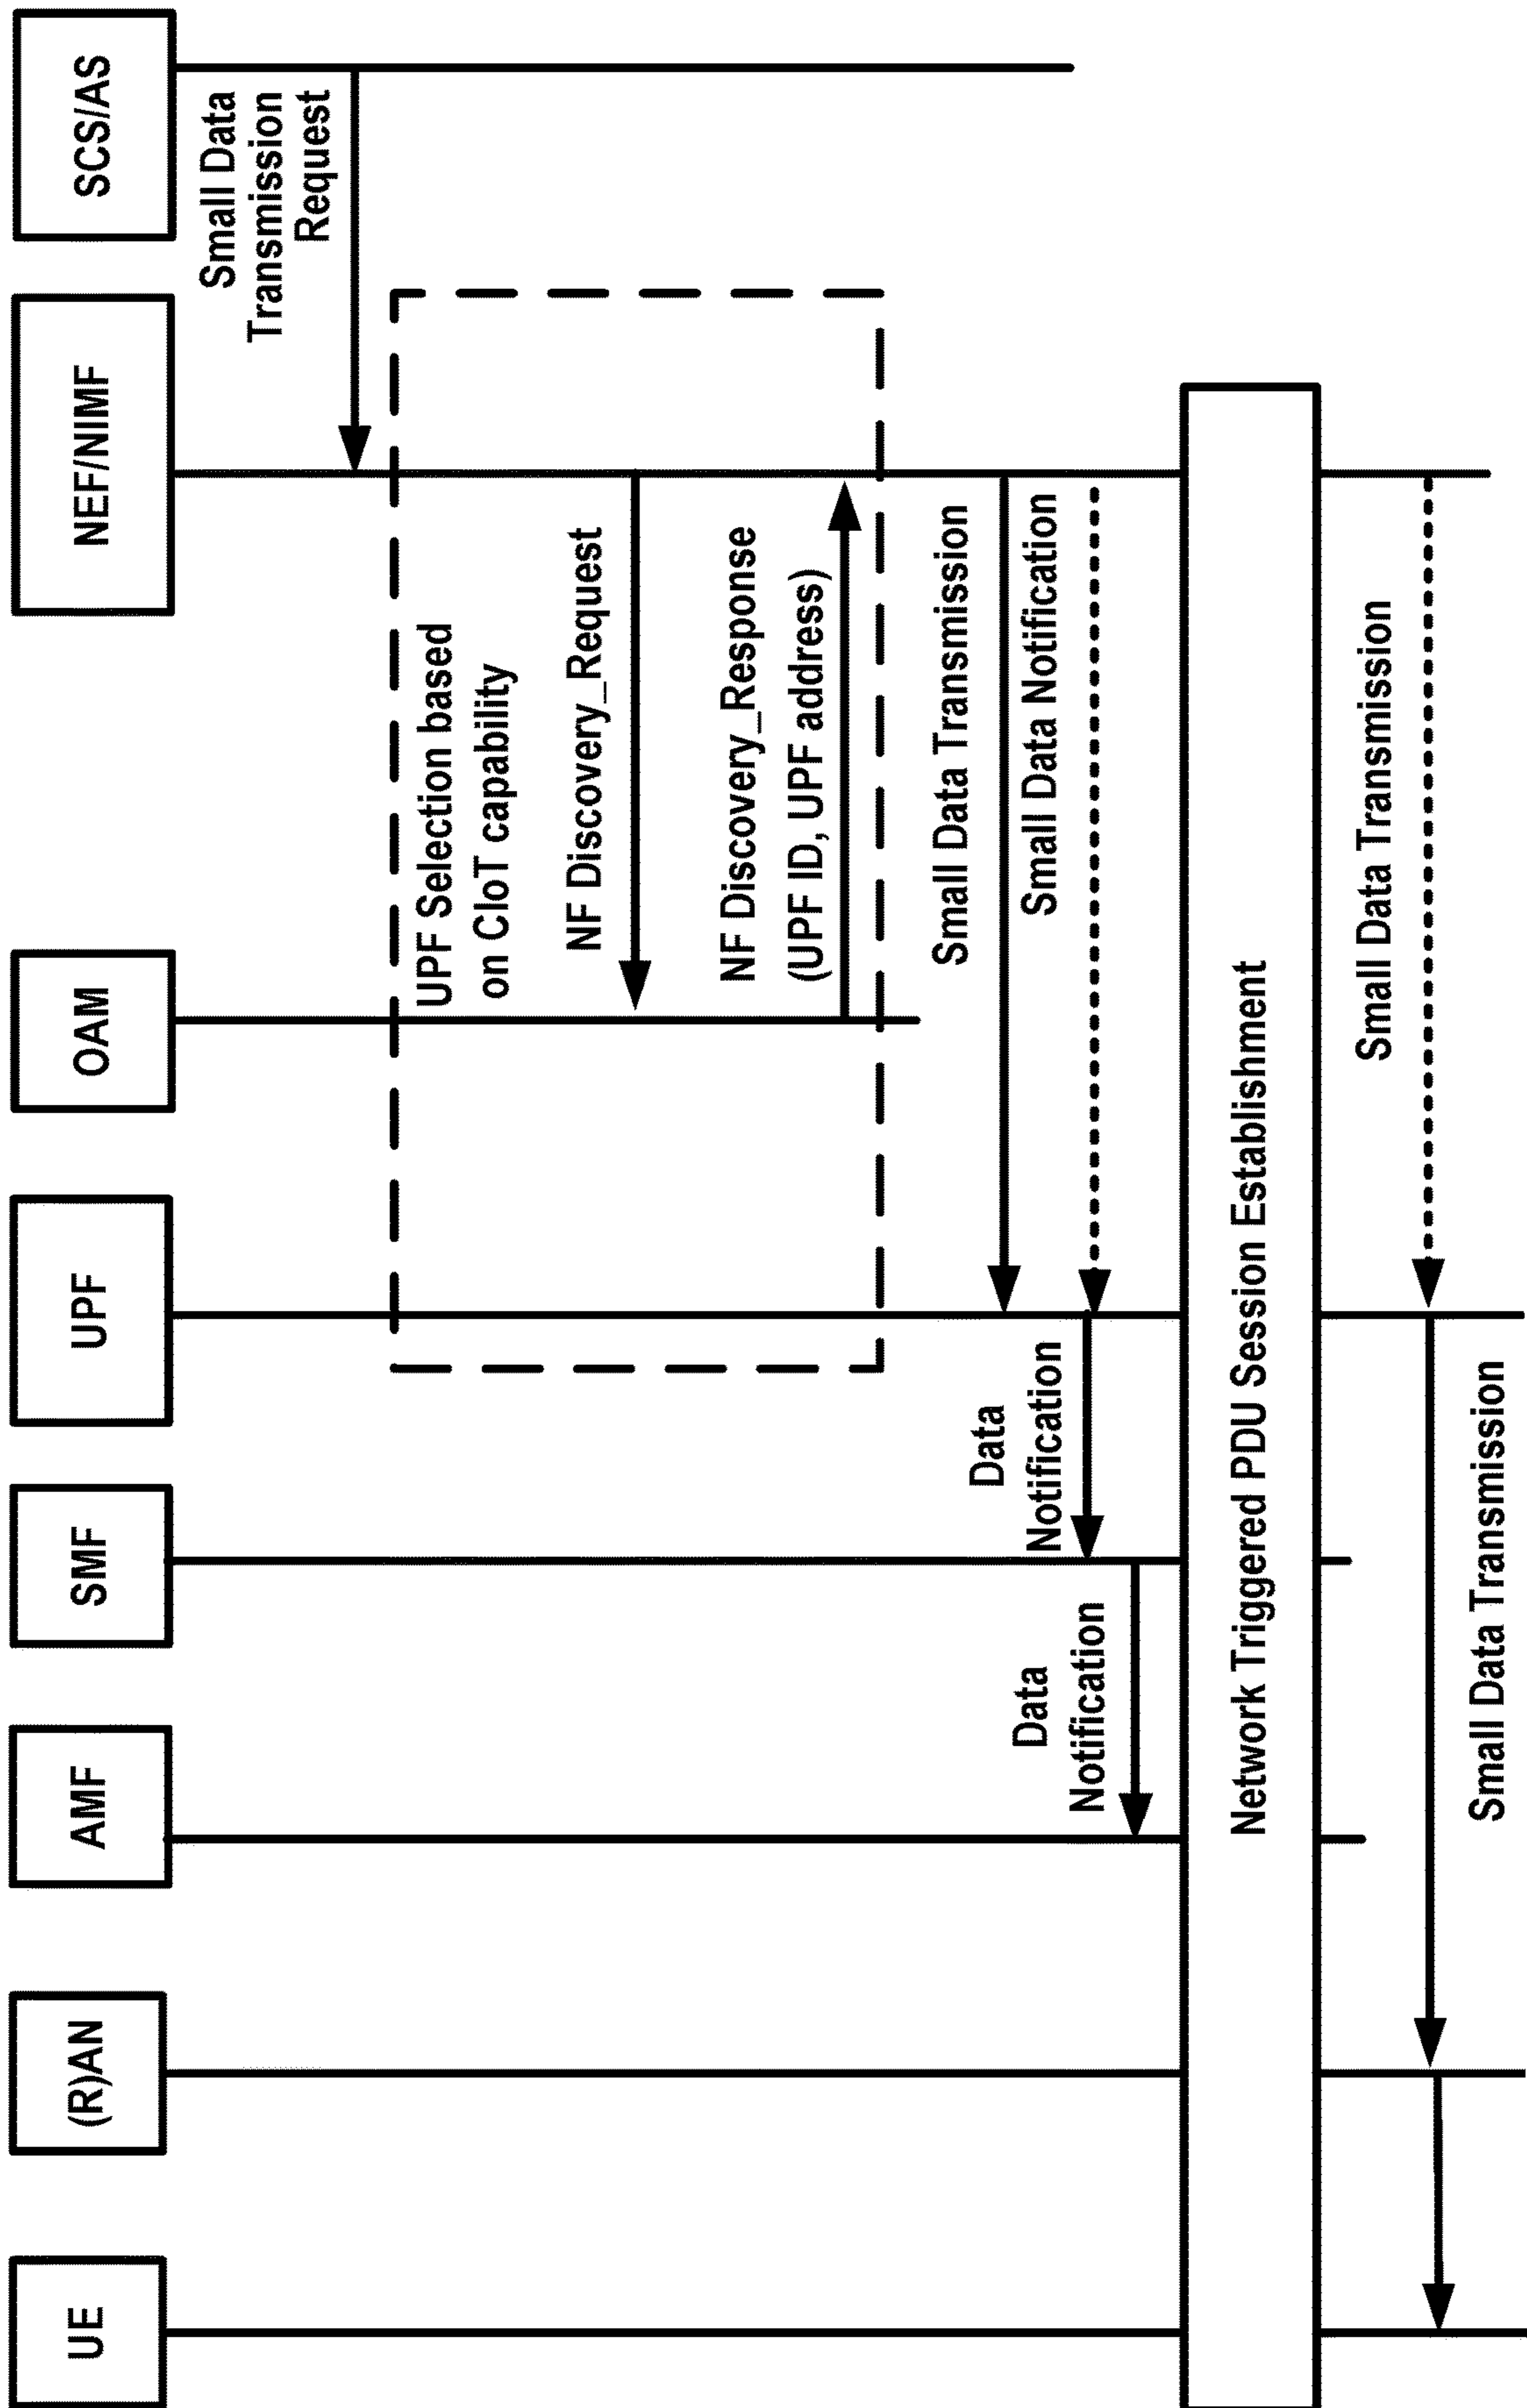 UE
(R)AN
AMF
SMF
UPF
OAM
NEF/NIMF
SCS/AS
Small Data
Transmission
Request
UPF Selection based
on CIoT capability
NF Discovery_Request
NF Discovery_Response
(UPF ID, UPF address)
Small Data Transmission
Small Data Notification
Data
Notification
Data
Notification
Network Triggered PDU Session Establishment
Small Data Transmission
Small Data Transmission